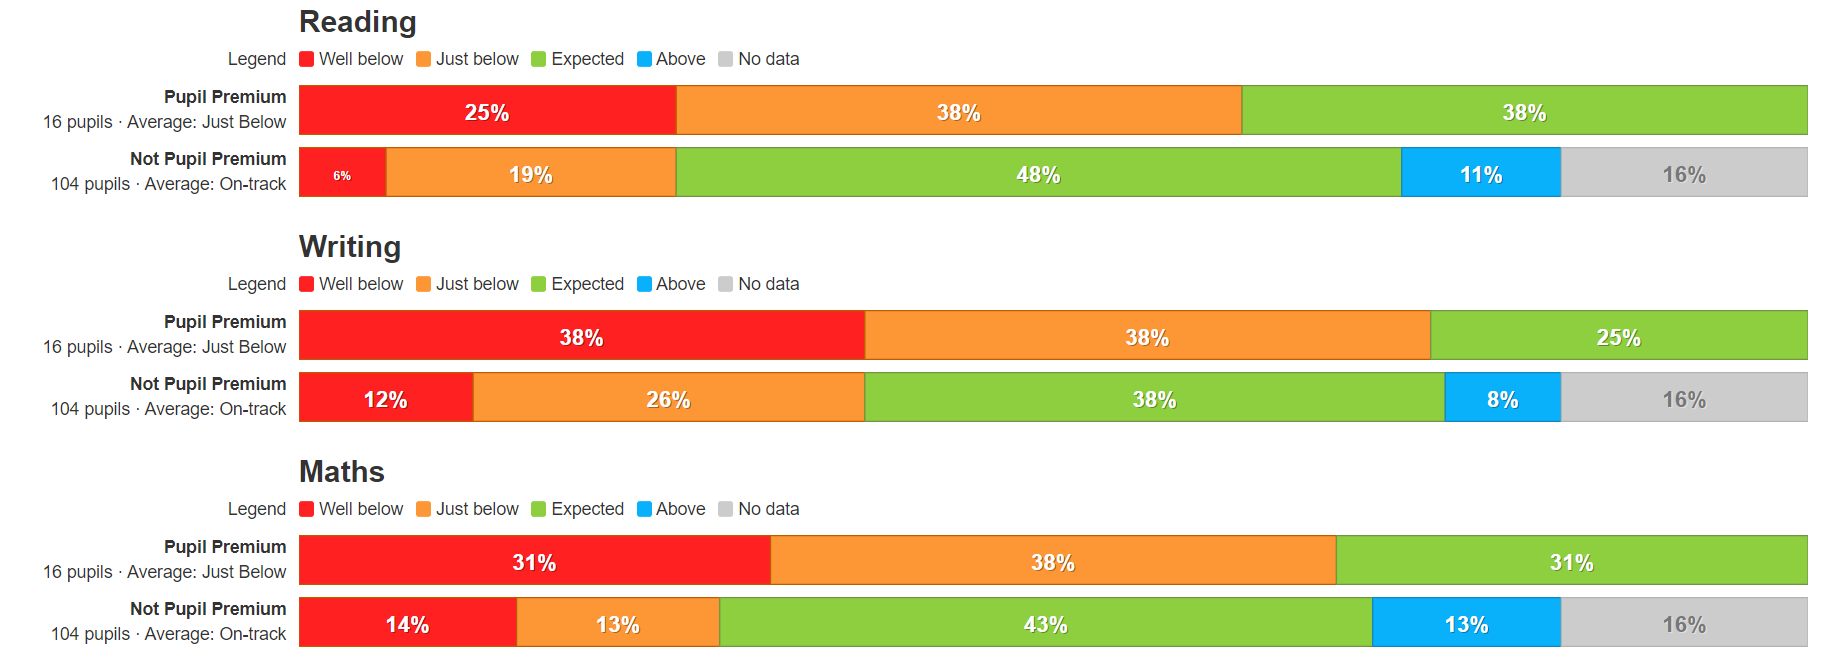 Reading
Legend Well below Just below Expected Above No data
Pupil Premium
16 pupils · Average: Just Below
25% 38% 38%
Not Pupil Premium
104 pupils · Average: On-track
6% 19% 48% 11% 16%
Writing
Legend Well below Just below Expected Above No data
Pupil Premium
16 pupils · Average: Just Below
38% 38% 25%
Not Pupil Premium
104 pupils · Average: On-track
12% 26% 38% 8% 16%
Maths
Legend Well below Just below Expected Above No data
Pupil Premium
16 pupils · Average: Just Below
31% 38% 31%
Not Pupil Premium
104 pupils · Average: On-track
14% 13% 43% 13% 16%